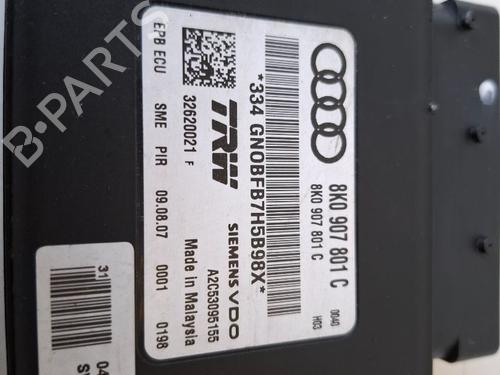 8K0 907 801 C 0040
8K0 907 801 C H03
*334 GN0BFB7H5B98X*
TRW SIEMENS VDO
32620021 F A2C53095155
Made in Malaysia
EPB ECU SME PIR 09.08.07 0001 0198
31
04
B-Parts